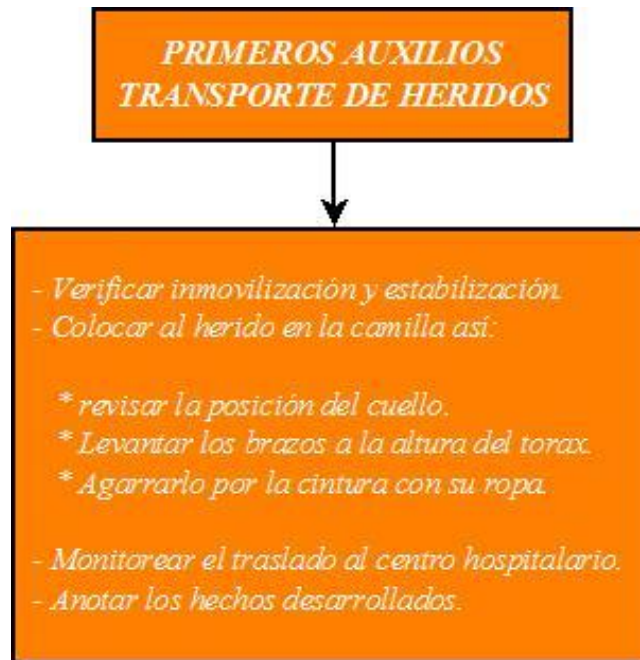 PRIMEROS AUXILIOS
TRANSPORTE DE HERIDOS
- Verificar inmovilización y estabilización.
- Colocar al herido en la camilla así:
* revisar la posición del cuello.
* Levantar los brazos a la altura del torax.
* Agarrarlo por la cintura con su ropa.
- Monitorear el traslado al centro hospitalario.
- Anotar los hechos desarrollados.